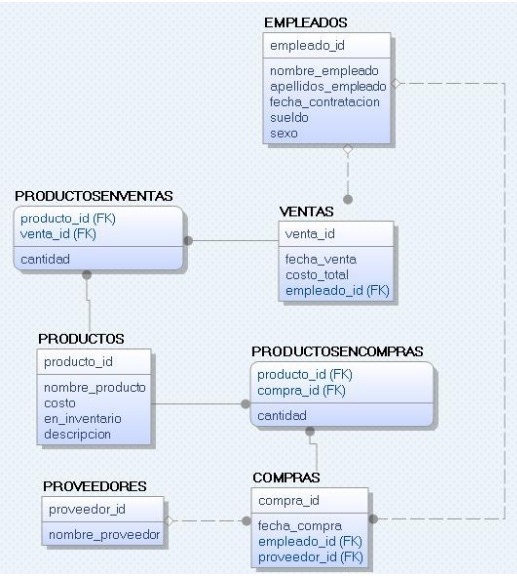 EMPLEADOS
empleado_id
nombre_empleado
apellidos_empleado
fecha_contratacion
sueldo
sexo
PRODUCTOSENVENTAS
producto_id (FK)
venta_id (FK)
cantidad
VENTAS
venta_id
fecha_venta
costo_total
empleado_id (FK)
PRODUCTOS
producto_id
nombre_producto
costo
en_inventario
descripcion
PRODUCTOSENCOMPRAS
producto_id (FK)
compra_id (FK)
cantidad
PROVEEDORES
proveedor_id
nombre_proveedor
COMPRAS
compra_id
fecha_compra
empleado_id (FK)
proveedor_id (FK)